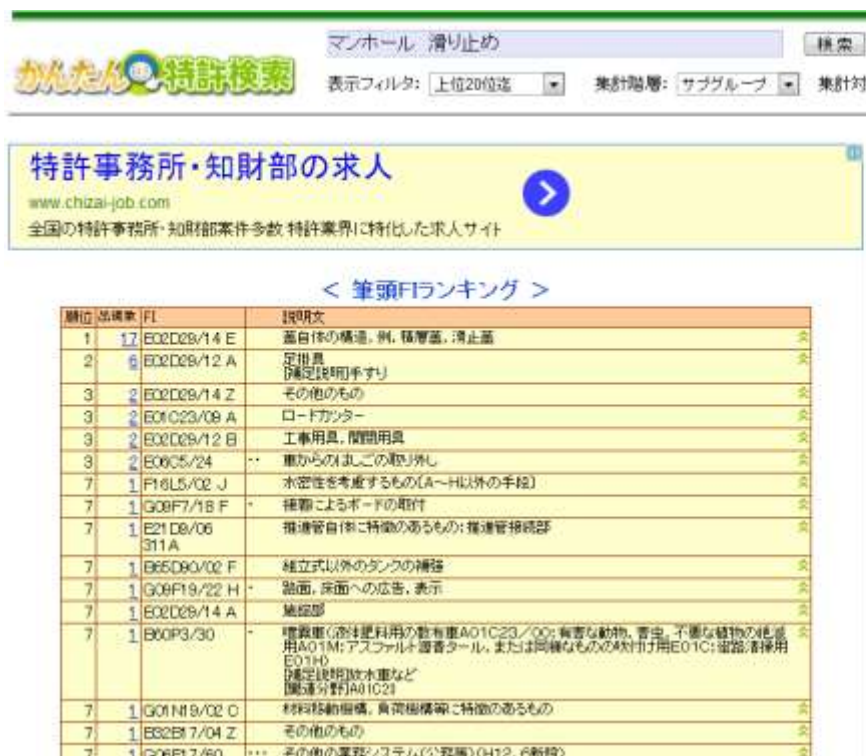 マンホール 滑り止め
検索
かんたん特許検索
表示フィルタ: 上位20位迄 集計階層: サブグループ 集計対
特許事務所・知財部の求人
www.chizai-job.com
全国の特許事務所・知財部案件多数 特許業界に特化した求人サイト
< 筆頭FIランキング >
順位 出現数 FI 説明文
1 17 E02D29/14 E 蓋自体の構造,例,積層蓋,滑止蓋
2 6 E02D29/12 A 足掛具
[補足説明]手すり
3 2 E02D29/14 Z その他のもの
3 2 E01C23/09 A ロードカッター
3 2 E02D29/12 B 工事用具,開閉用具
3 2 E06C5/24 ・・ 車からのはしごの取り外し
7 1 F16L5/02 J 水密性を考慮するもの[A~H以外の手段]
7 1 G09F7/18 F ・ 接着によるボードの取付
7 1 E21D9/06 311A 推進管自体に特徴のあるもの;推進管接続部
7 1 B65D90/02 F 組立式以外のタンクの補強
7 1 G09F19/22 H ・ 路面,床面への広告,表示
7 1 E02D29/14 A 施錠部
7 1 B60P3/30 ・ 噴霧車(液体肥料用の散布車A01C23/00;有害な動物,害虫,不要な植物の絶滅
用A01M;アスファルト瀝青タール,または同様なものの吹付け用E01C;道路清掃用
E01H)
[補足説明]放水車など
[関連分野]A01C23
7 1 G01N19/02 C 材料移動機構,負荷機構等に特徴のあるもの
7 1 B32B17/04 Z その他のもの
7 1 G06F17/60 ・・・ その他の業務システム(公務等)(H12.6新設)